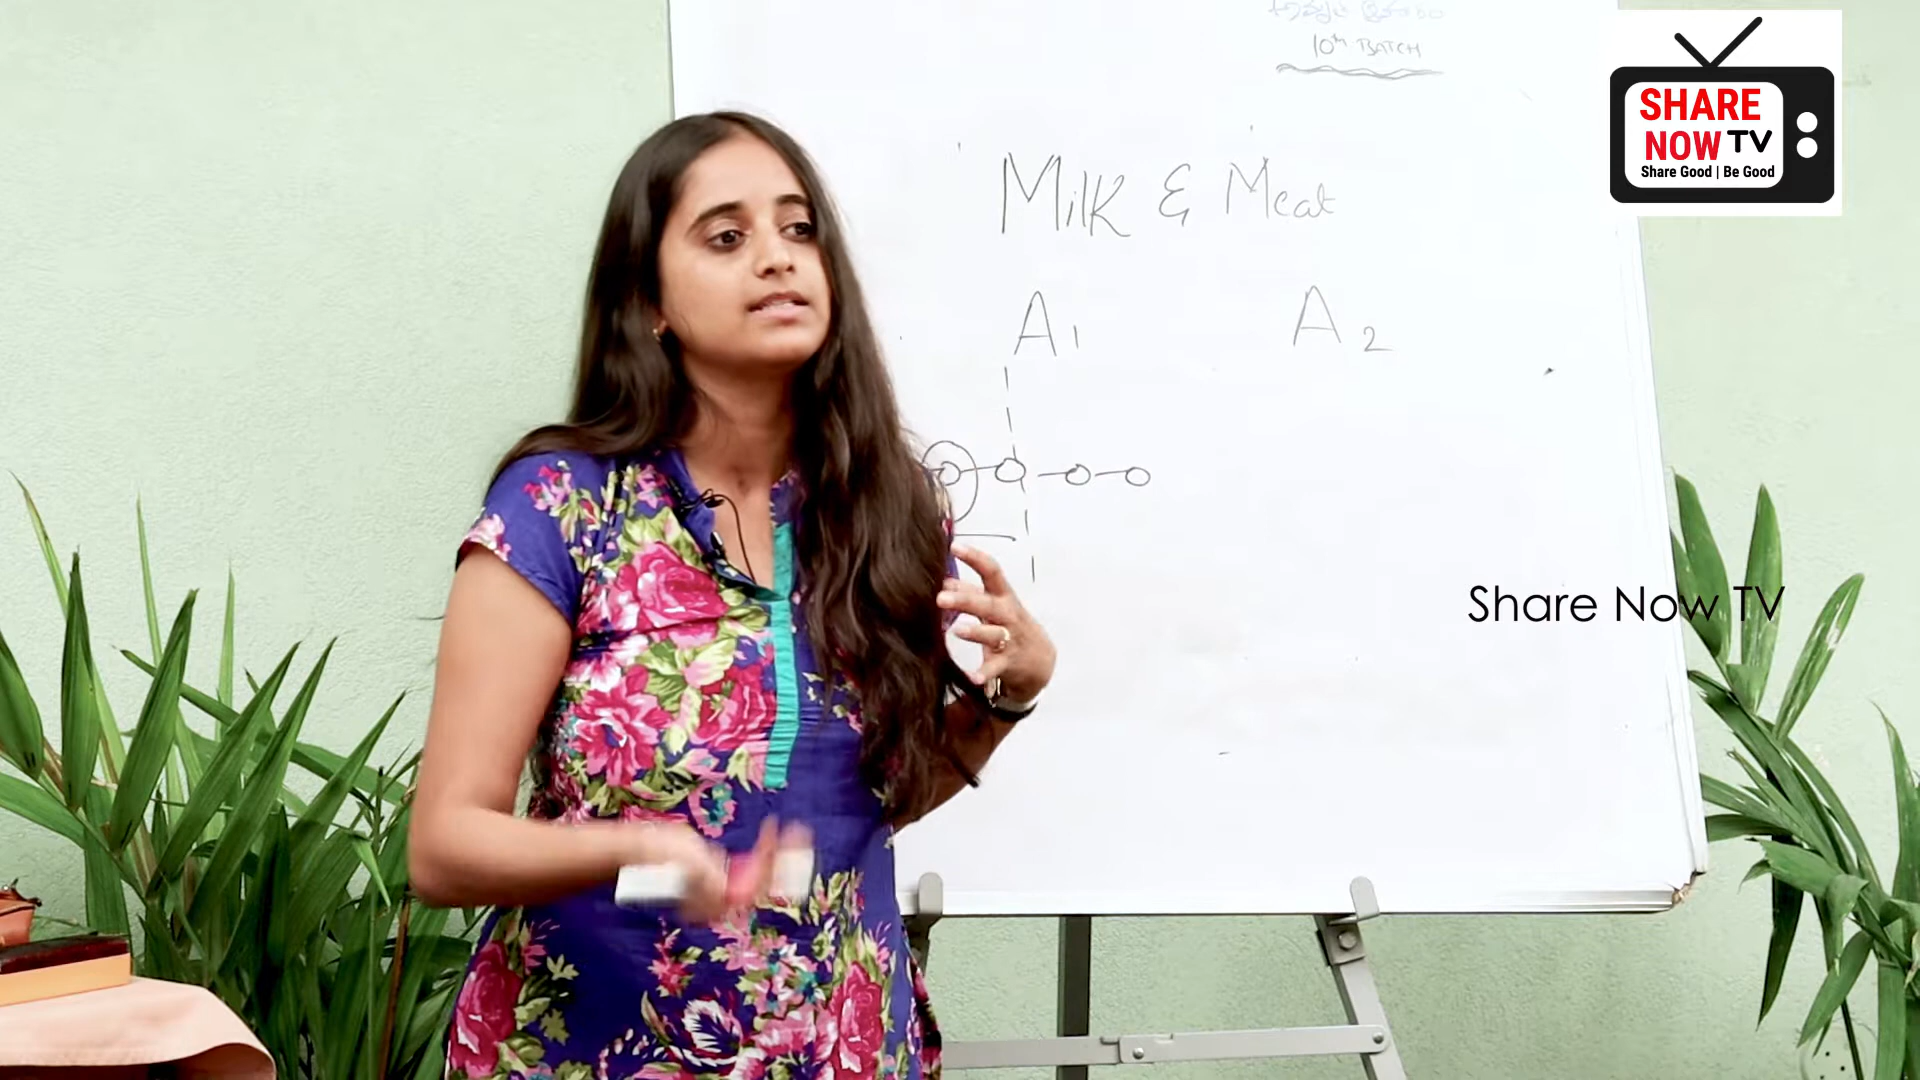 10th BATCH
Milk & Meat
A1
A2
SHARE
NOW TV
Share Good | Be Good
Share Now TV